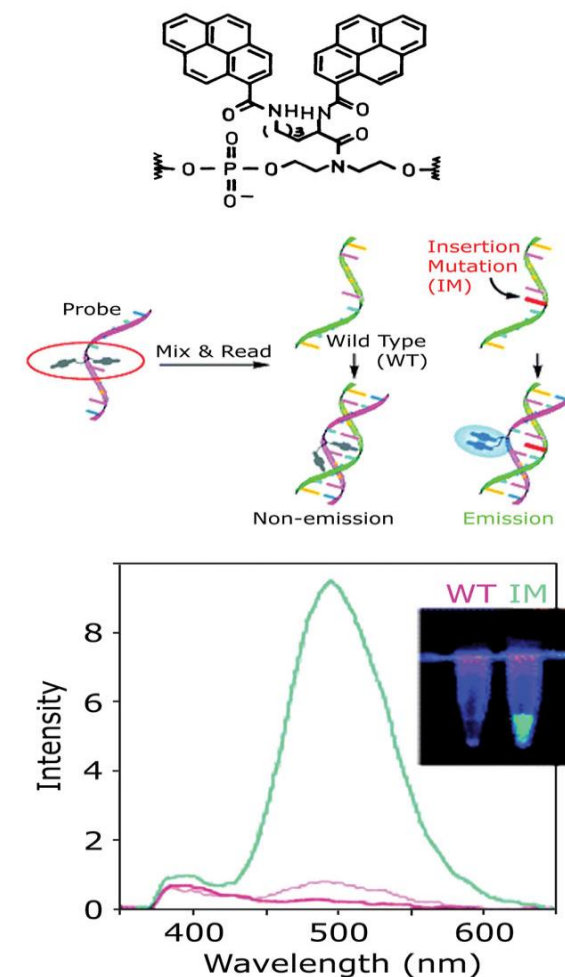 O
NH
HN
O
( )3
O
O
P
O
O−
O
N
O
Insertion
Mutation
(IM)
Probe
Mix & Read
Wild Type
(WT)
Non-emission
Emission
WT IM
Intensity
8
6
4
2
0
400
500
600
Wavelength (nm)